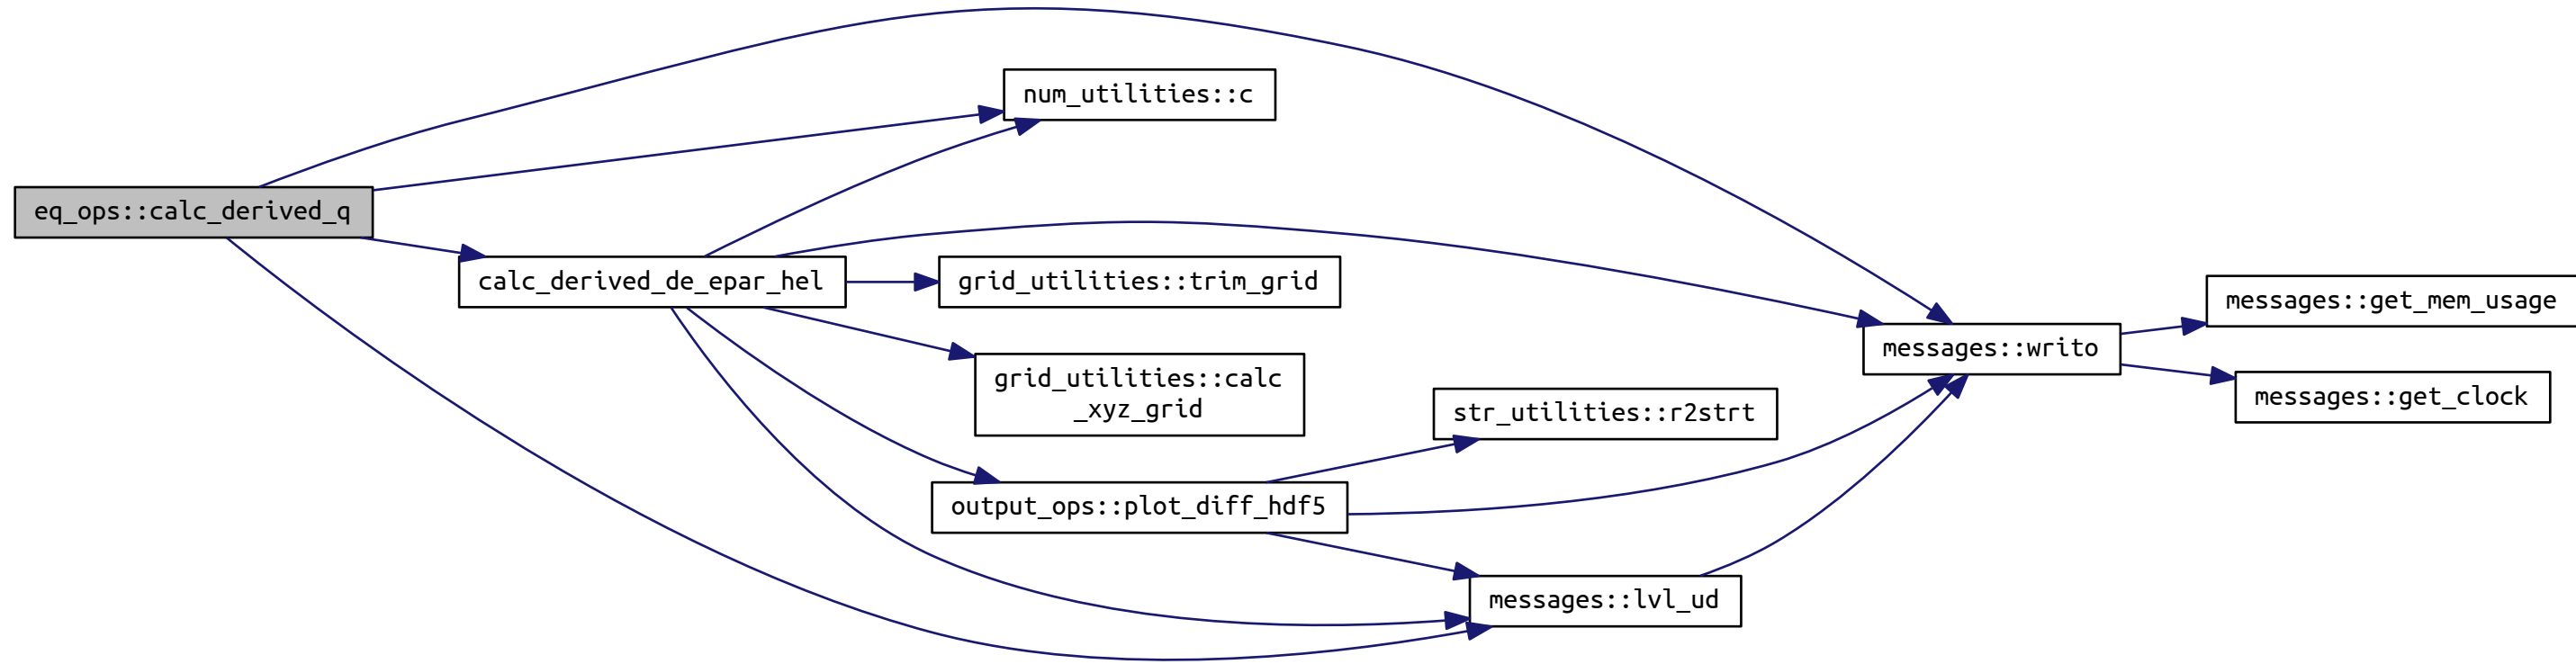 eq_ops::calc_derived_q
calc_derived_de_epar_hel
num_utilities::c
grid_utilities::trim_grid
grid_utilities::calc
_xyz_grid
output_ops::plot_diff_hdf5
str_utilities::r2strt
messages::lvl_ud
messages::writo
messages::get_mem_usage
messages::get_clock